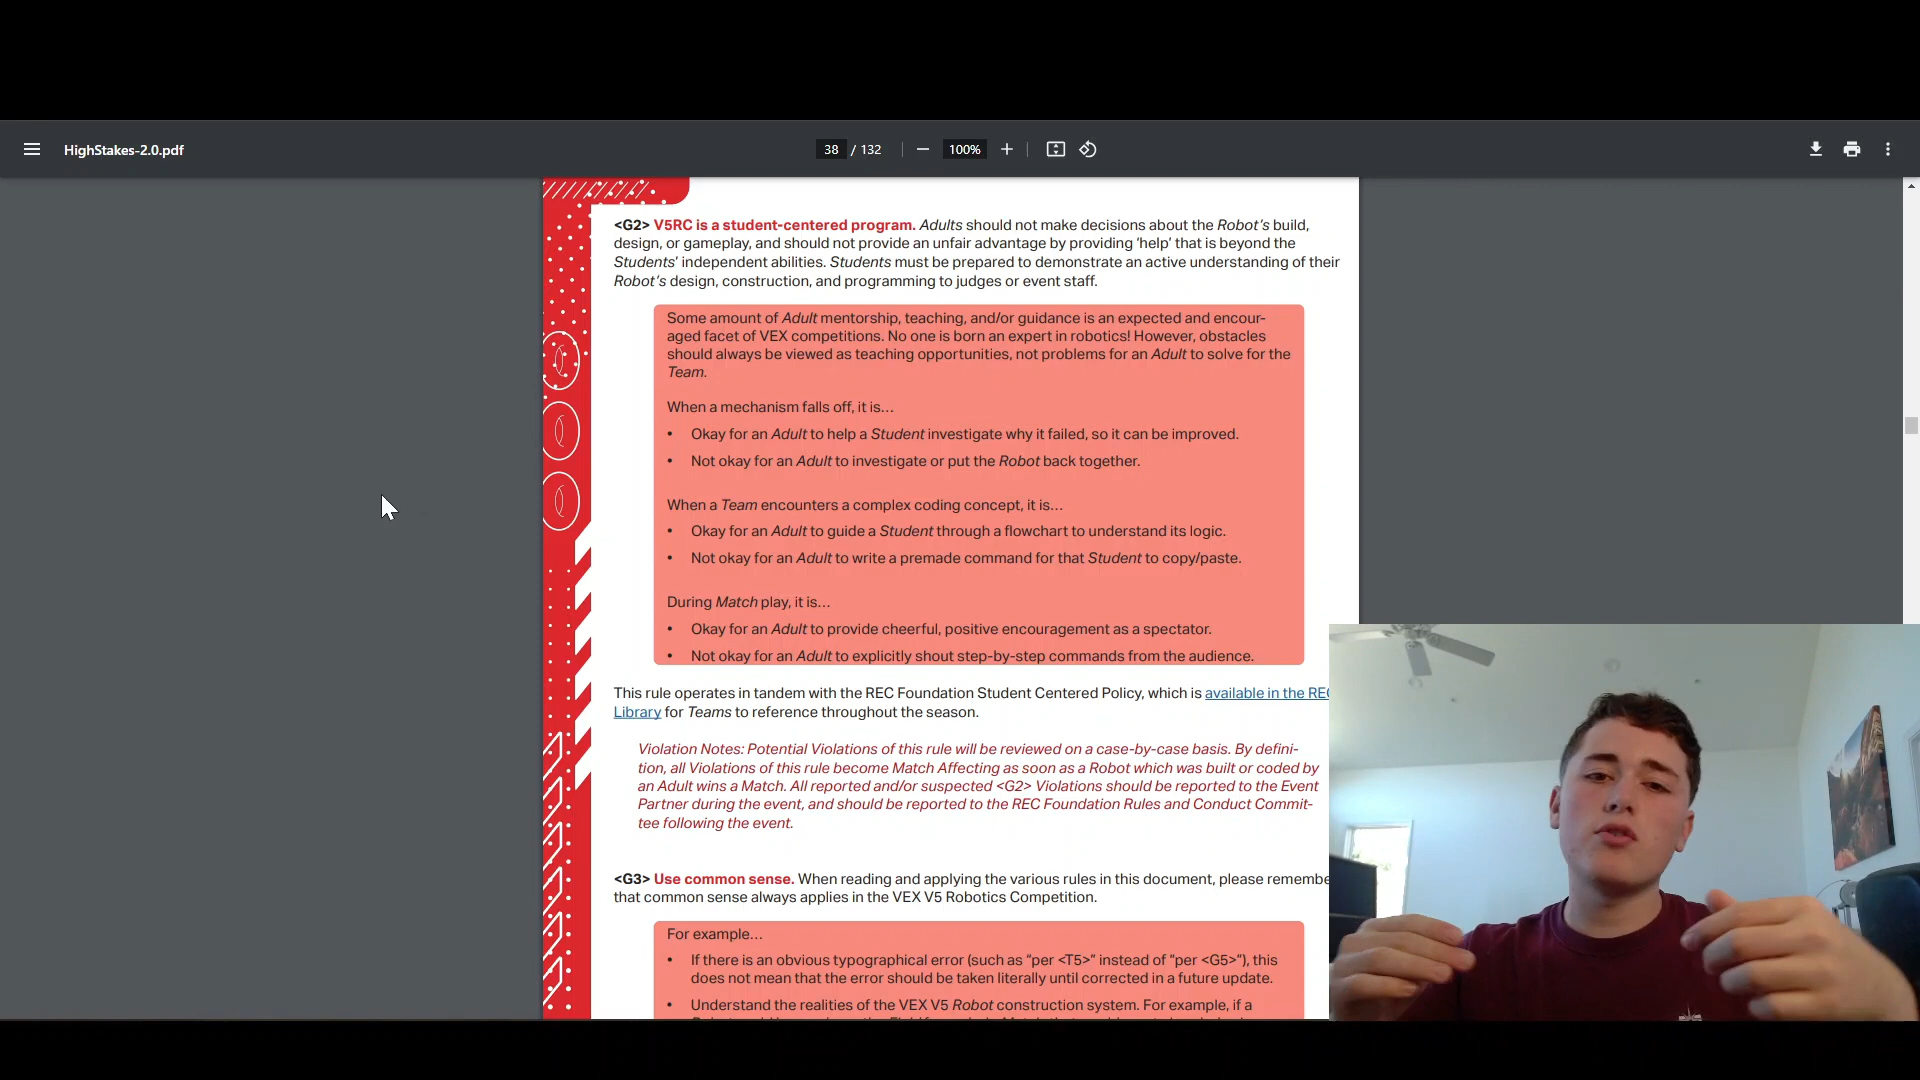 HighStakes-2.0.pdf
38 / 132
100%
<G2> V5RC is a student-centered program. Adults should not make decisions about the Robot's build,
design, or gameplay, and should not provide an unfair advantage by providing 'help' that is beyond the
Students' independent abilities. Students must be prepared to demonstrate an active understanding of their
Robot's design, construction, and programming to judges or event staff.
Some amount of Adult mentorship, teaching, and/or guidance is an expected and encour-
aged facet of VEX competitions. No one is born an expert in robotics! However, obstacles
should always be viewed as teaching opportunities, not problems for an Adult to solve for the
Team.
When a mechanism falls off, it is...
• Okay for an Adult to help a Student investigate why it failed, so it can be improved.
• Not okay for an Adult to investigate or put the Robot back together.
When a Team encounters a complex coding concept, it is...
• Okay for an Adult to guide a Student through a flowchart to understand its logic.
• Not okay for an Adult to write a premade command for that Student to copy/paste.
During Match play, it is...
• Okay for an Adult to provide cheerful, positive encouragement as a spectator.
• Not okay for an Adult to explicitly shout step-by-step commands from the audience.
This rule operates in tandem with the REC Foundation Student Centered Policy, which is available in the RE
Library for Teams to reference throughout the season.
Violation Notes: Potential Violations of this rule will be reviewed on a case-by-case basis. By defini-
tion, all Violations of this rule become Match Affecting as soon as a Robot which was built or coded by
an Adult wins a Match. All reported and/or suspected <G2> Violations should be reported to the Event
Partner during the event, and should be reported to the REC Foundation Rules and Conduct Commit-
tee following the event.
<G3> Use common sense. When reading and applying the various rules in this document, please remembe
that common sense always applies in the VEX V5 Robotics Competition.
For example...
• If there is an obvious typographical error (such as "per <T5>" instead of "per <G5>"), this
does not mean that the error should be taken literally until corrected in a future update.
• Understand the realities of the VEX V5 Robot construction system. For example, if a